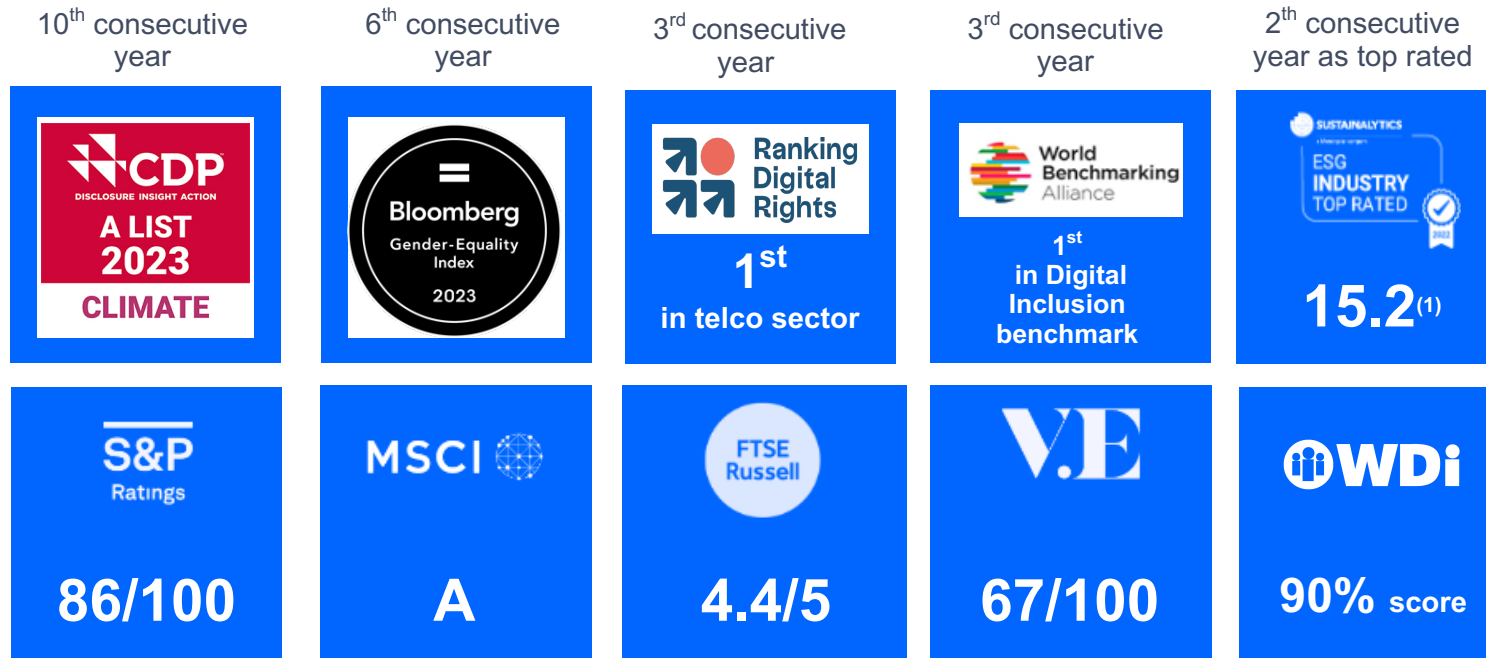 10th consecutive
year
6th consecutive
year
3rd consecutive
year
3rd consecutive
year
2th consecutive
year as top rated
CDP
DISCLOSURE INSIGHT ACTION
A LIST
2023
CLIMATE
=
Bloomberg
Gender-Equality
Index
2023
Ranking
Digital
Rights
1st
in telco sector
World
Benchmarking
Alliance
1st
in Digital
Inclusion
benchmark
SUSTAINALYTICS
ESG
INDUSTRY
TOP RATED
2022
15.2(1)
S&P
Ratings
86/100
MSCI
A
FTSE
Russell
4.4/5
V.E
67/100
WDi
90% score